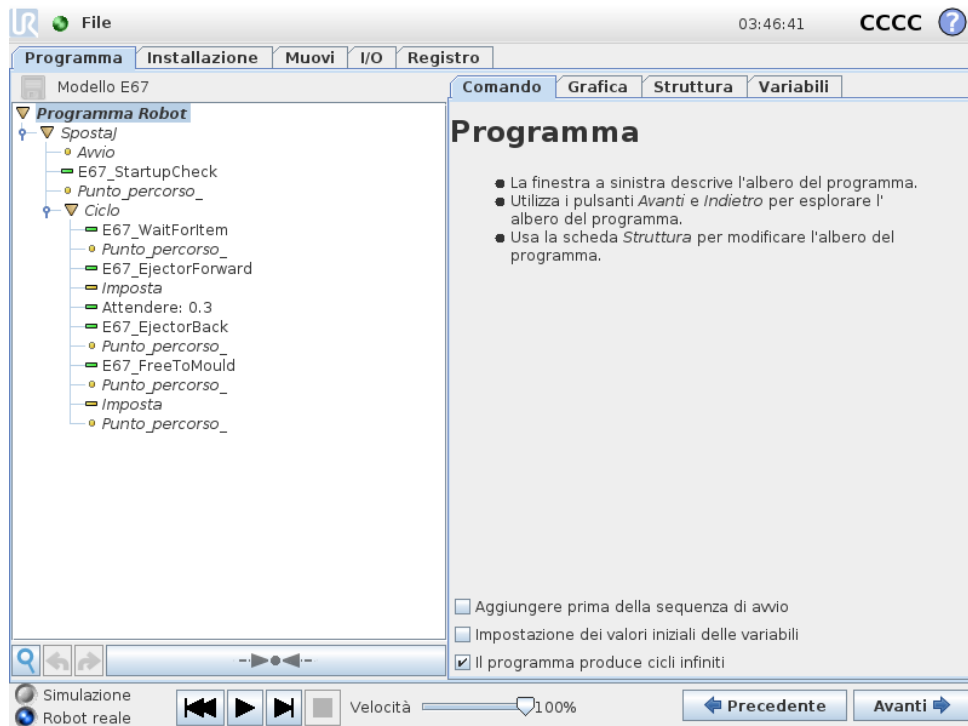 UR File 03:46:41 CCCC ?
Programma Installazione Muovi I/O Registro
Modello E67
Comando Grafica Struttura Variabili
Programma Robot
SpostaJ
Avvio
E67_StartupCheck
Punto_percorso_
Ciclo
E67_WaitForItem
Punto_percorso_
E67_EjectorForward
Imposta
Attendere: 0.3
E67_EjectorBack
Punto_percorso_
E67_FreeToMould
Punto_percorso_
Imposta
Punto_percorso_
Programma
La finestra a sinistra descrive l'albero del programma.
Utilizza i pulsanti Avanti e Indietro per esplorare l'
albero del programma.
Usa la scheda Struttura per modificare l'albero del
programma.
Aggiungere prima della sequenza di avvio
Impostazione dei valori iniziali delle variabili
Il programma produce cicli infiniti
Simulazione
Robot reale
Velocità 100%
Precedente Avanti